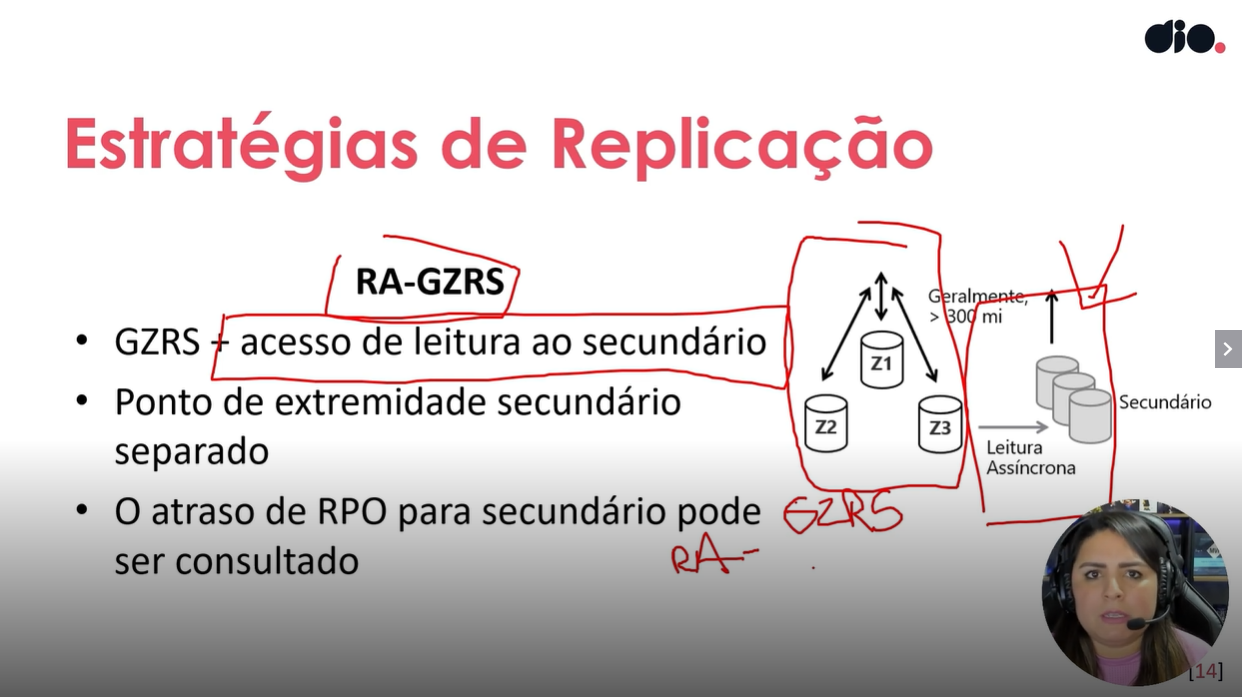 dio.
Estratégias de Replicação
RA-GZRS
• GZRS + acesso de leitura ao secundário
• Ponto de extremidade secundário
separado
• O atraso de RPO para secundário pode
ser consultado
Geralmente,
> 300 mi
Z1
Z2
Z3
Secundário
Leitura
Assíncrona
GZRS
RA-
[14]